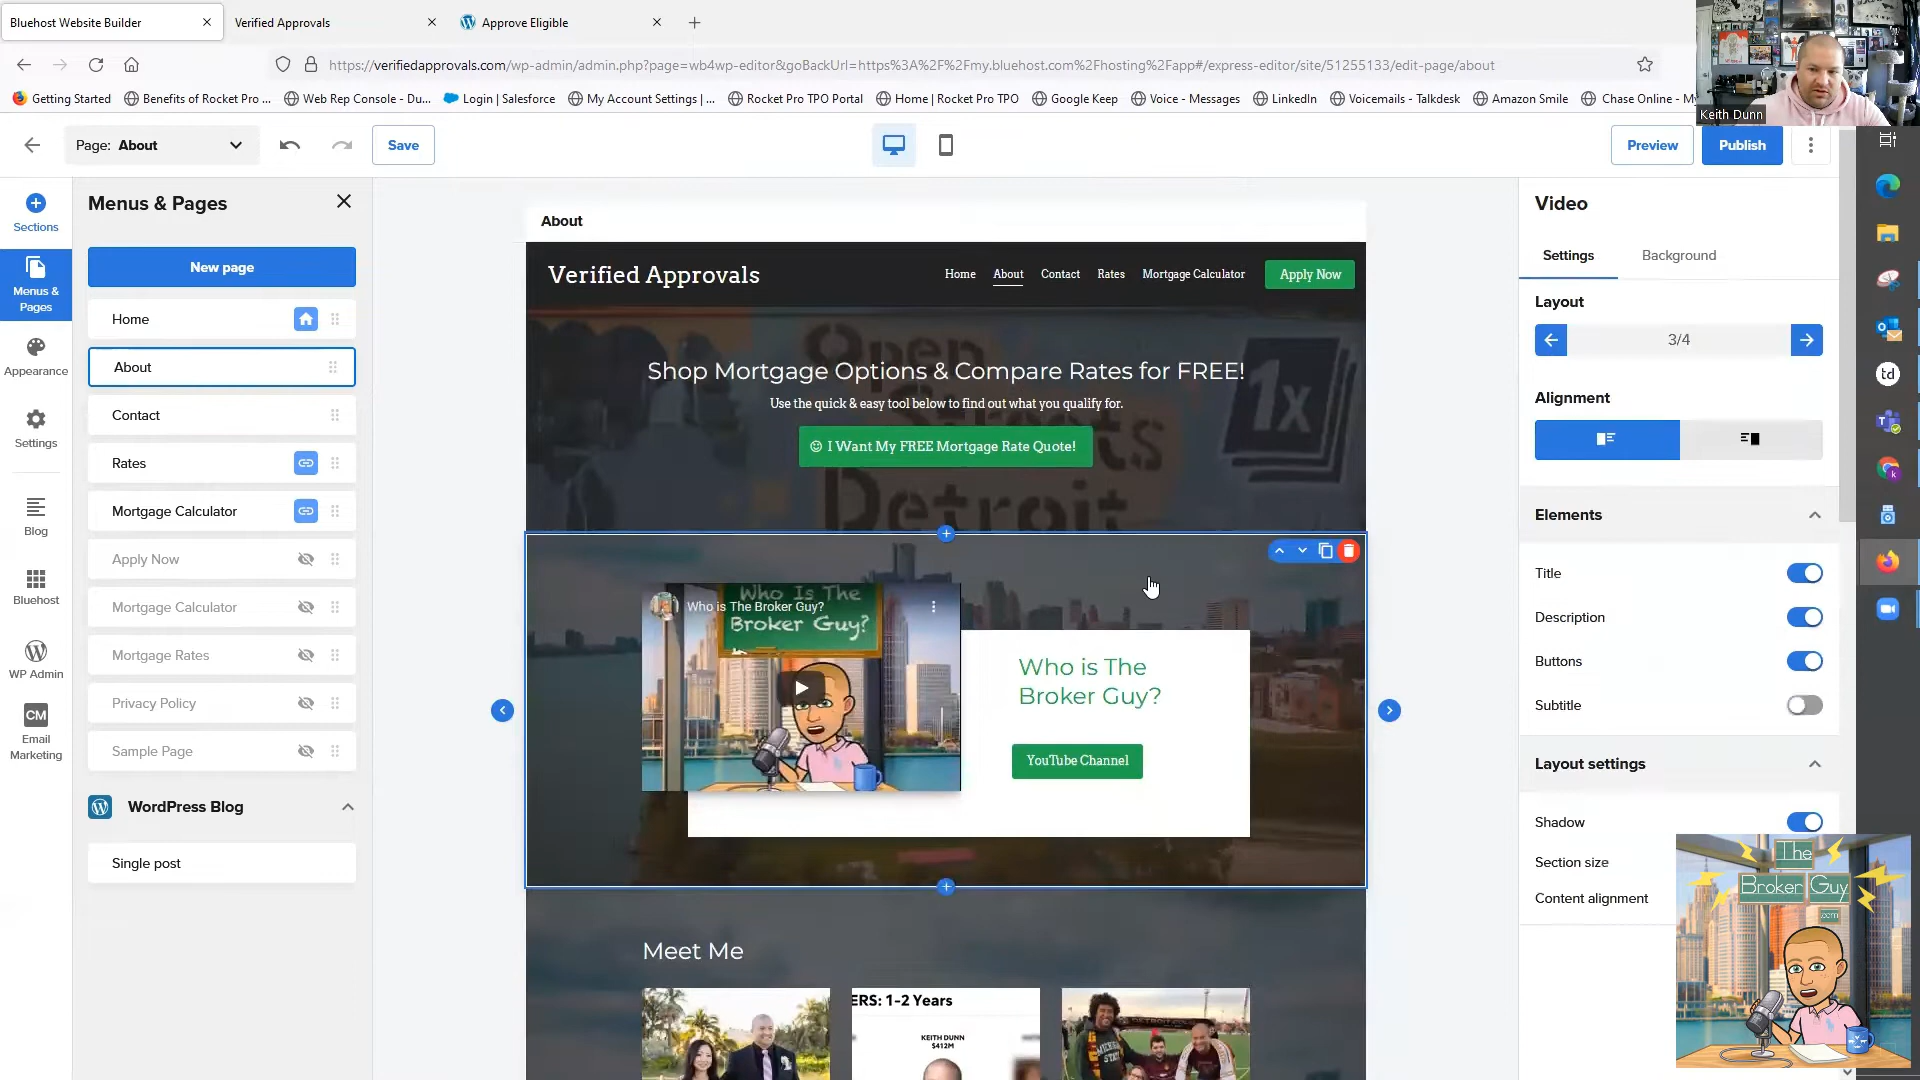 Bluehost Website Builder
Verified Approvals
Approve Eligible
https://verifiedapprovals.com/wp-admin/admin.php?page=wb4wp-editor&goBackUrl=https%3A%2F%2Fmy.bluehost.com%2Fhosting%2Fapp#/express-editor/site/51255133/edit-page/about
Getting Started
Benefits of Rocket Pro ...
Web Rep Console - Du...
Login | Salesforce
My Account Settings | ...
Rocket Pro TPO Portal
Home | Rocket Pro TPO
Google Keep
Voice - Messages
LinkedIn
Voicemails - Talkdesk
Amazon Smile
Chase Online - My
Keith Dunn
Page: About
Save
Preview
Publish
Sections
Menus &
Pages
Appearance
Settings
Blog
Bluehost
WP Admin
CM
Email
Marketing
Menus & Pages
New page
Home
About
Contact
Rates
Mortgage Calculator
Apply Now
Mortgage Calculator
Mortgage Rates
Privacy Policy
Sample Page
WordPress Blog
Single post
About
Verified Approvals
Home
About
Contact
Rates
Mortgage Calculator
Apply Now
Open
1x
Shop Mortgage Options & Compare Rates for FREE!
Use the quick & easy tool below to find out what you qualify for.
I Want My FREE Mortgage Rate Quote!
Detroit
Who is The Broker Guy?
Who Is The
Broker Guy?
Who is The
Broker Guy?
YouTube Channel
Meet Me
ERS: 1-2 Years
KEITH DUNN
$412M
Video
Settings
Background
Layout
3/4
Alignment
Elements
Title
Description
Buttons
Subtitle
Layout settings
Shadow
Section size
Content alignment
td
The
Broker Guy
.com